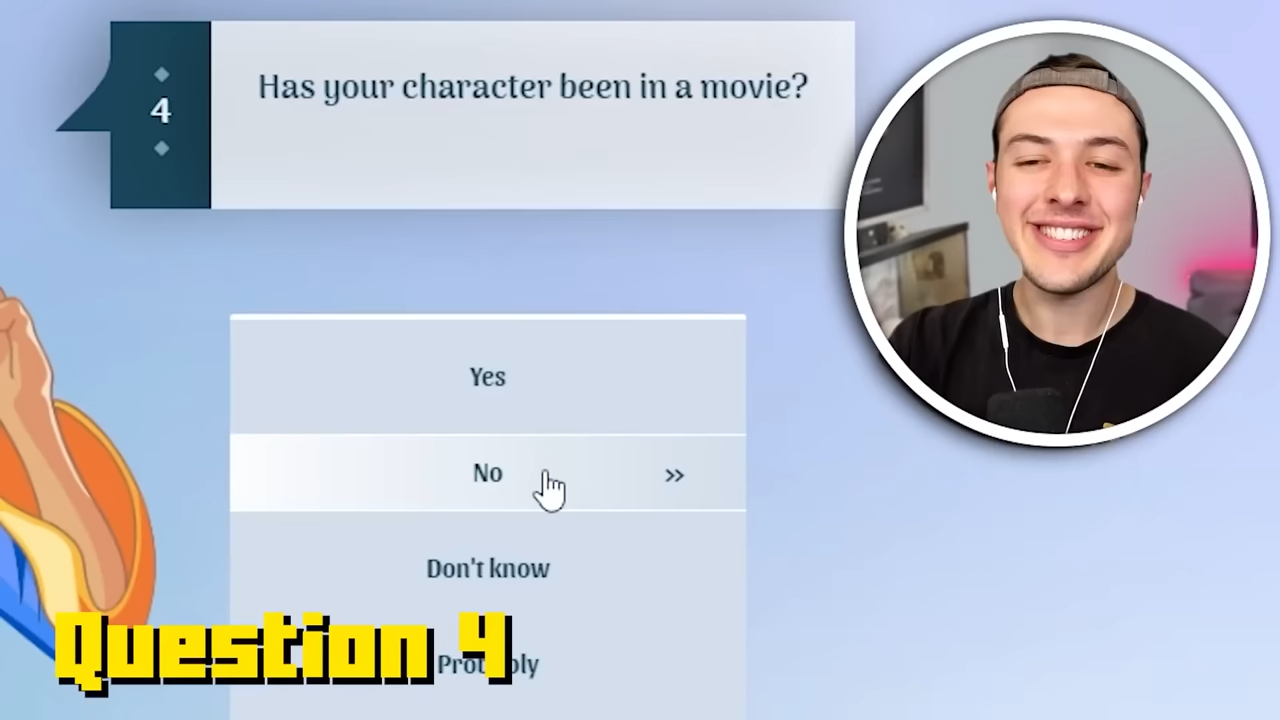 4
Has your character been in a movie?
Yes
No >>
Don't know
Question 4